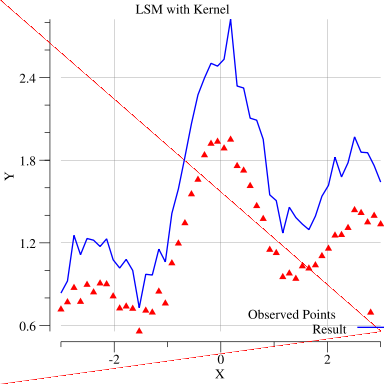 LSM with Kernel
Y
2.4
1.8
1.2
0.6
Observed Points
Result
-2
0
2
X